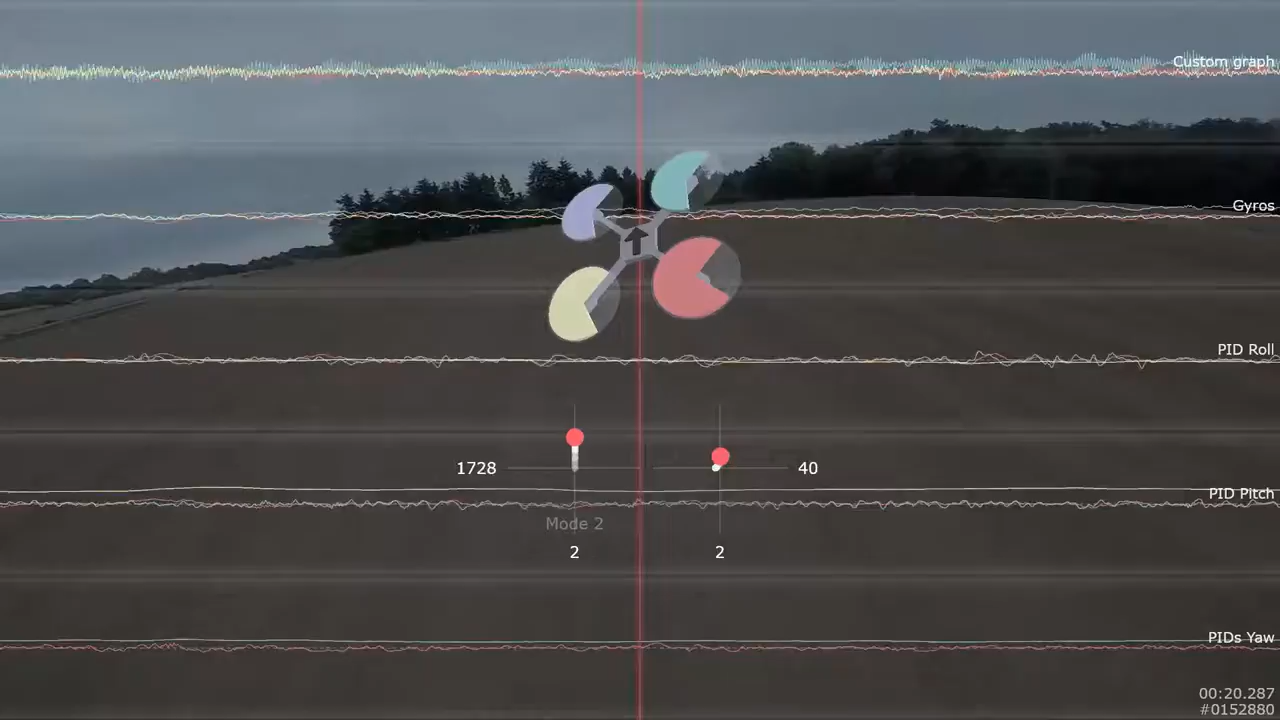 Custom graph
Gyros
PID Roll
1728
40
PID Pitch
Mode 2
2
2
PIDs Yaw
00:20.287
#0152880